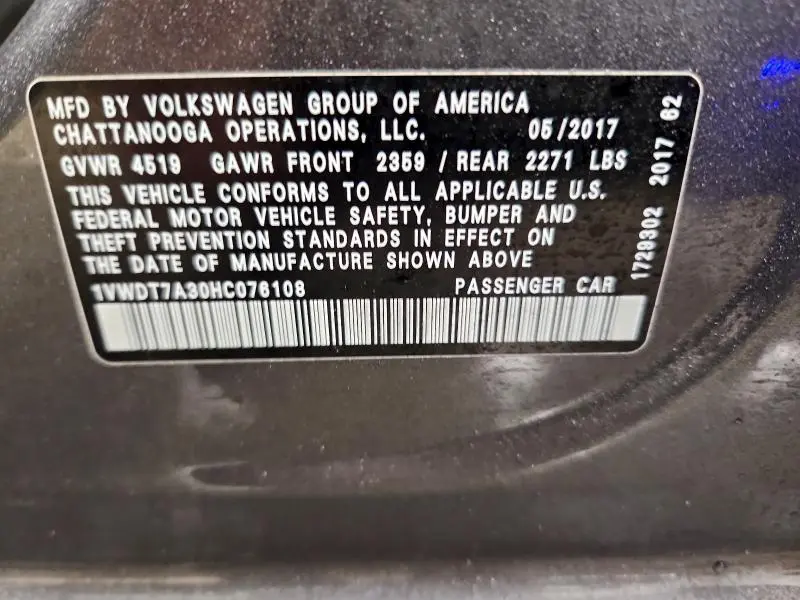 MFD BY VOLKSWAGEN GROUP OF AMERICA
CHATTANOOGA OPERATIONS, LLC. 05/2017
GVWR 4519 GAWR FRONT 2359 / REAR 2271 LBS
THIS VEHICLE CONFORMS TO ALL APPLICABLE U.S.
FEDERAL MOTOR VEHICLE SAFETY, BUMPER AND
THEFT PREVENTION STANDARDS IN EFFECT ON
THE DATE OF MANUFACTURE SHOWN ABOVE
1VWDT7A30HC076108 PASSENGER CAR
1729302 2017 62